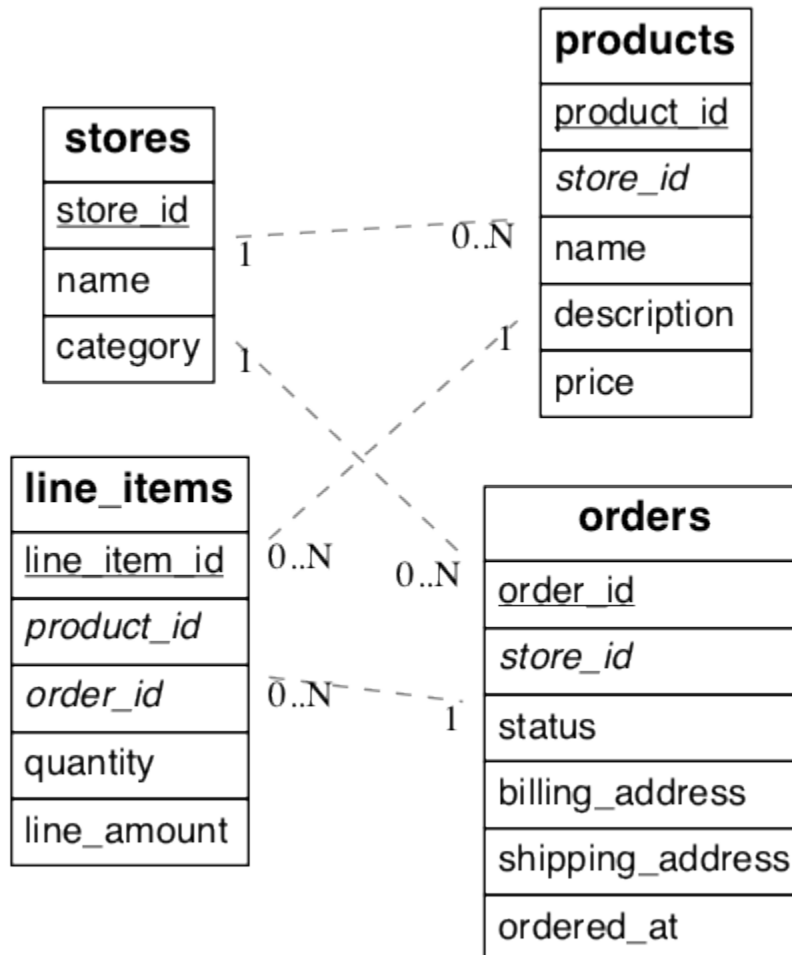 products
product_id
store_id
name
description
price
stores
store_id
name
category
1
0..N
1
1
0..N
0..N
line_items
line_item_id
product_id
order_id
quantity
line_amount
0..N
1
orders
order_id
store_id
status
billing_address
shipping_address
ordered_at